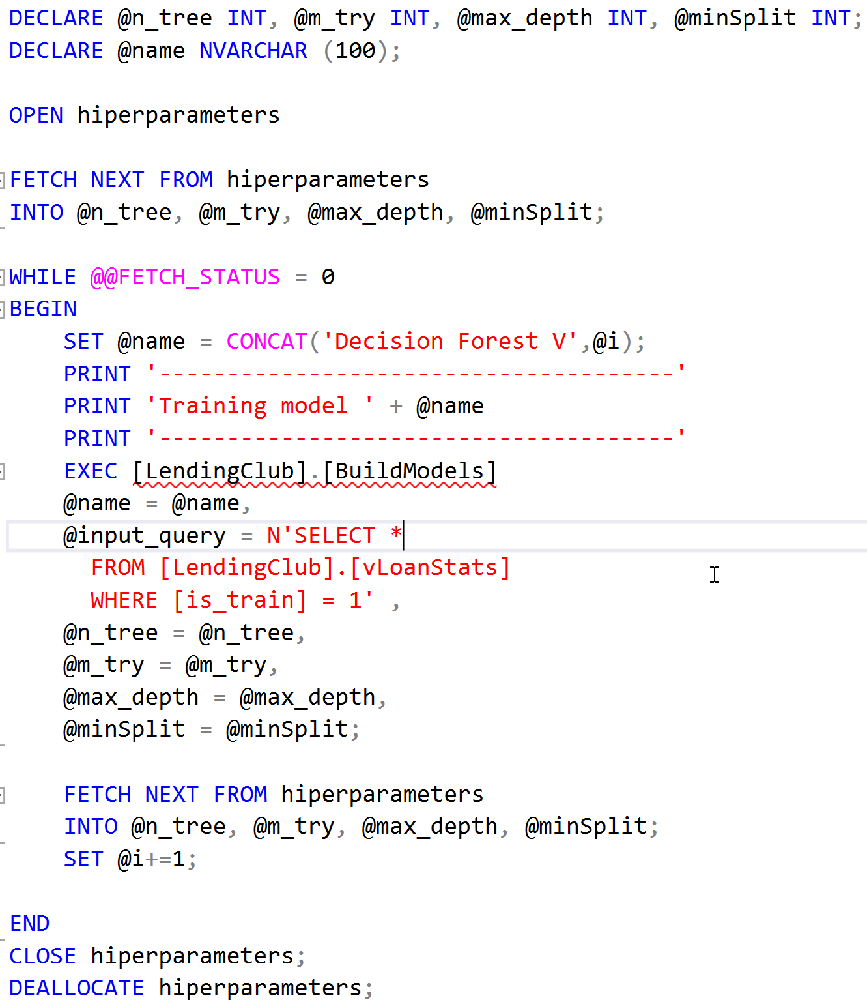 DECLARE @n_tree INT, @m_try INT, @max_depth INT, @minSplit INT;
DECLARE @name NVARCHAR (100);
OPEN hiperparameters
FETCH NEXT FROM hiperparameters
INTO @n_tree, @m_try, @max_depth, @minSplit;
WHILE @@FETCH_STATUS = 0
BEGIN
SET @name = CONCAT('Decision Forest V',@i);
PRINT '--------------------------------------'
PRINT 'Training model ' + @name
PRINT '--------------------------------------'
EXEC [LendingClub].[BuildModels]
@name = @name,
@input_query = N'SELECT *
FROM [LendingClub].[vLoanStats]
WHERE [is_train] = 1' ,
@n_tree = @n_tree,
@m_try = @m_try,
@max_depth = @max_depth,
@minSplit = @minSplit;
FETCH NEXT FROM hiperparameters
INTO @n_tree, @m_try, @max_depth, @minSplit;
SET @i+=1;
END
CLOSE hiperparameters;
DEALLOCATE hiperparameters;